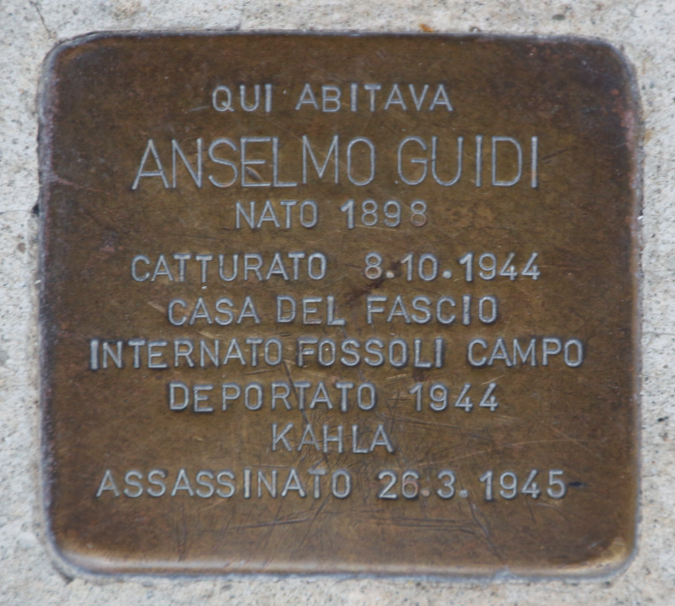 QUI ABITAVA
ANSELMO GUIDI
NATO 1898
CATTURATO 8.10.1944
CASA DEL FASCIO
INTERNATO FOSSOLI CAMPO
DEPORTATO 1944
KAHLA
ASSASSINATO 26.3.1945